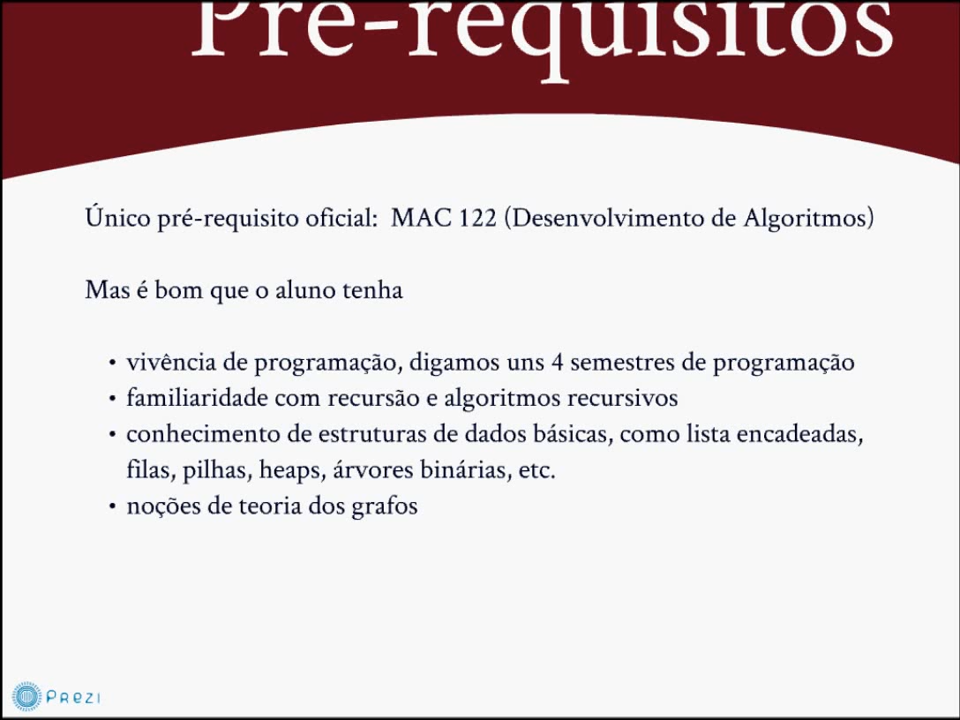 Pré-requisitos
Único pré-requisito oficial: MAC 122 (Desenvolvimento de Algoritmos)
Mas é bom que o aluno tenha
• vivência de programação, digamos uns 4 semestres de programação
• familiaridade com recursão e algoritmos recursivos
• conhecimento de estruturas de dados básicas, como lista encadeadas,
filas, pilhas, heaps, árvores binárias, etc.
• noções de teoria dos grafos
Prezi